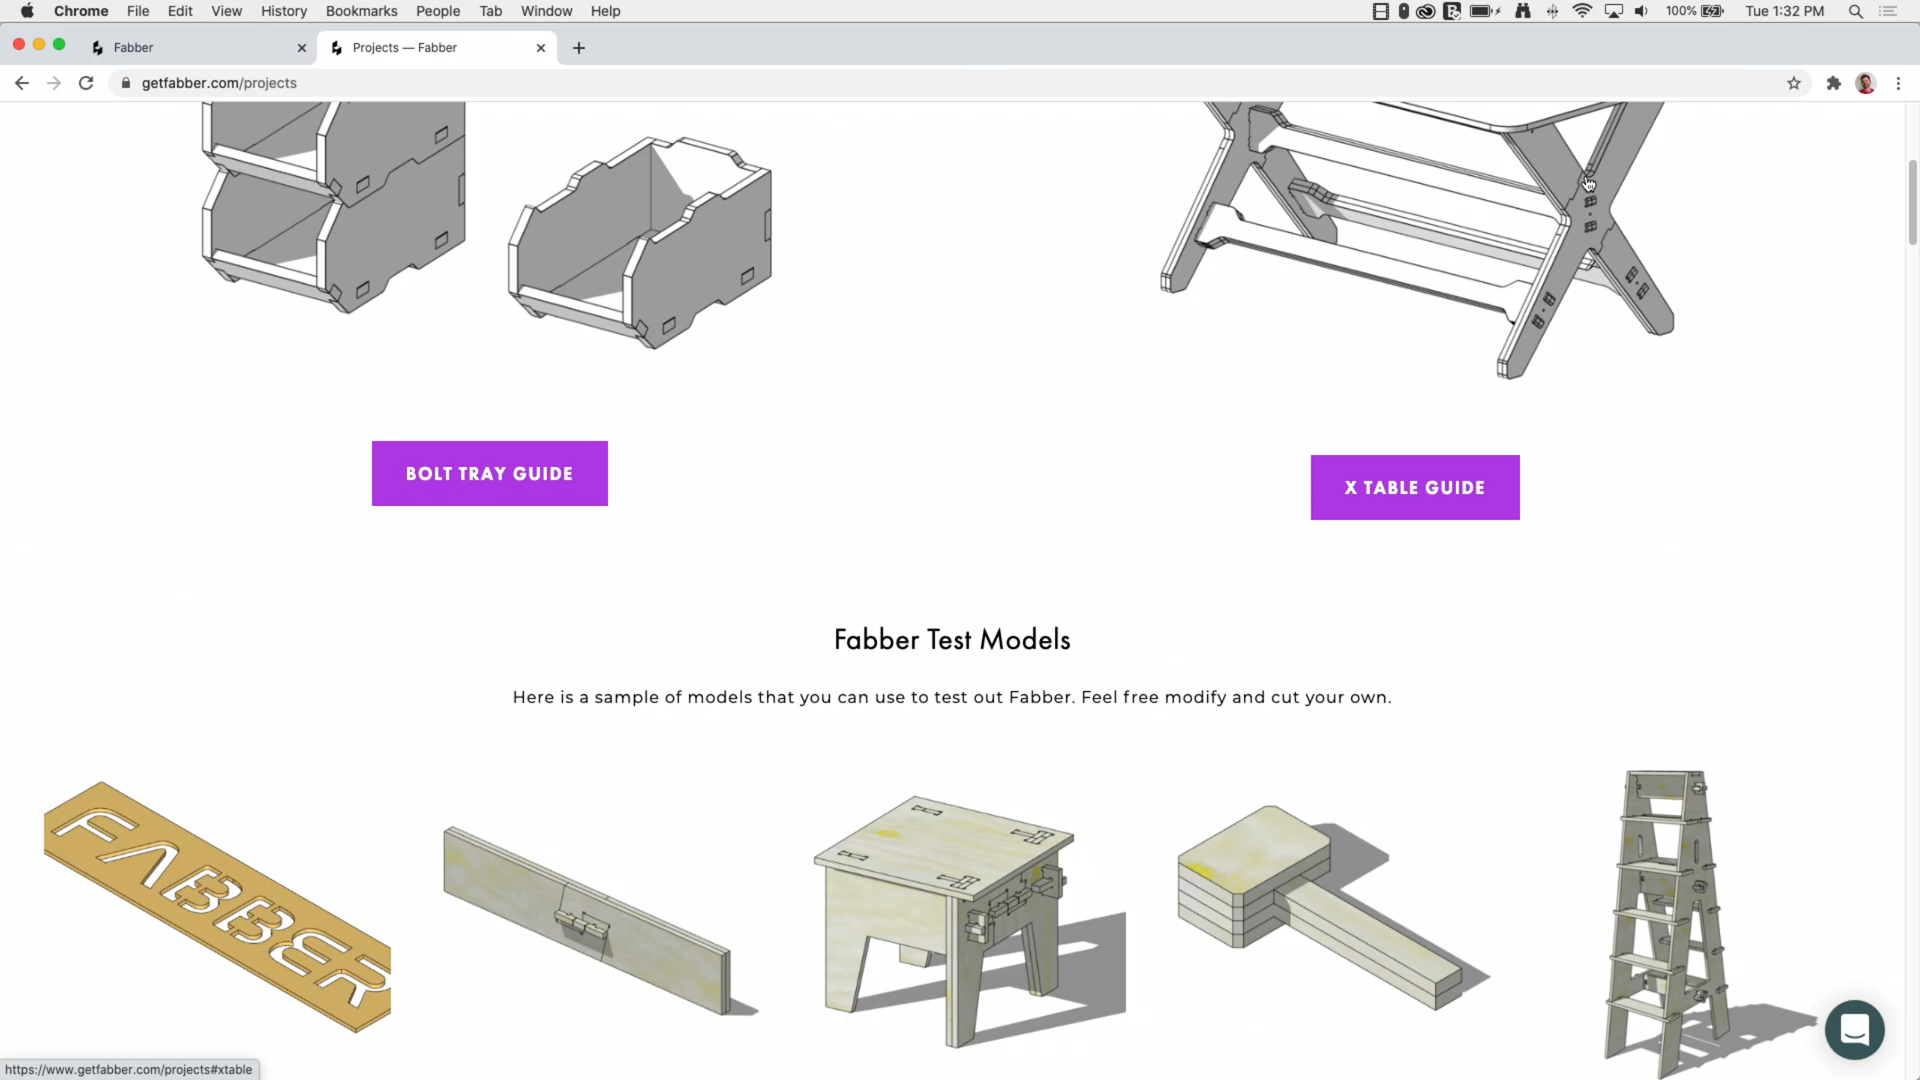 Chrome File Edit View History Bookmarks People Tab Window Help 100% Tue 1:32 PM
Fabber Projects — Fabber
getfabber.com/projects
BOLT TRAY GUIDE
X TABLE GUIDE
Fabber Test Models
Here is a sample of models that you can use to test out Fabber. Feel free modify and cut your own.
FABBER
https://www.getfabber.com/projects#xtable